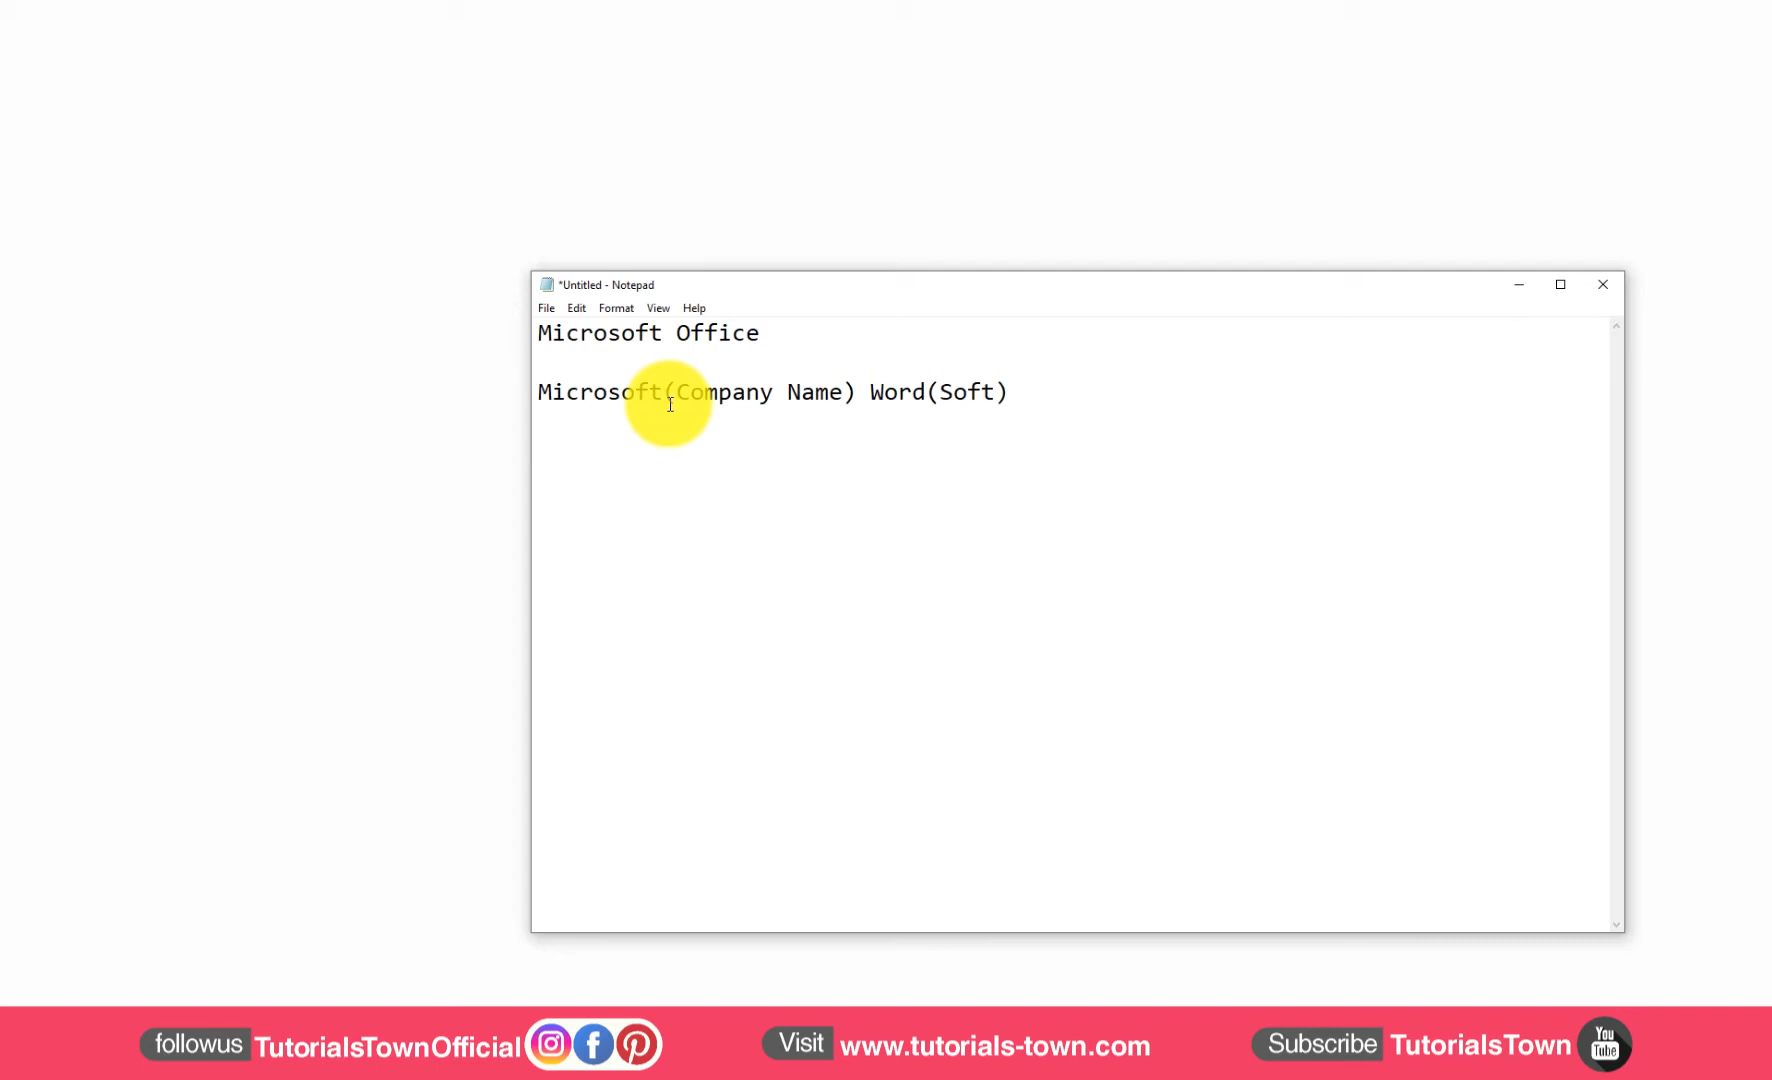 *Untitled - Notepad
File Edit Format View Help
Microsoft Office
Microsoft(Company Name) Word(Soft)
followus TutorialsTownOfficial Visit www.tutorials-town.com Subscribe TutorialsTown You Tube